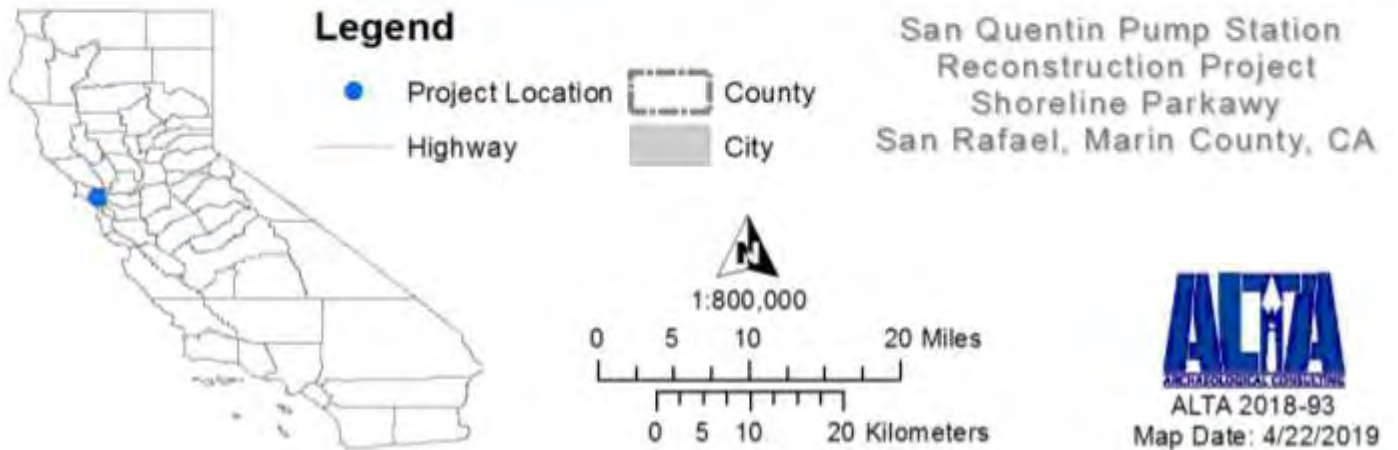 Legend
Project Location
County
Highway
City
San Quentin Pump Station
Reconstruction Project
Shoreline Parkawy
San Rafael, Marin County, CA
N
1:800,000
0 5 10 20 Miles
0 5 10 20 Kilometers
ALTA
ARCHAEOLOGICAL CONSULTING
ALTA 2018-93
Map Date: 4/22/2019